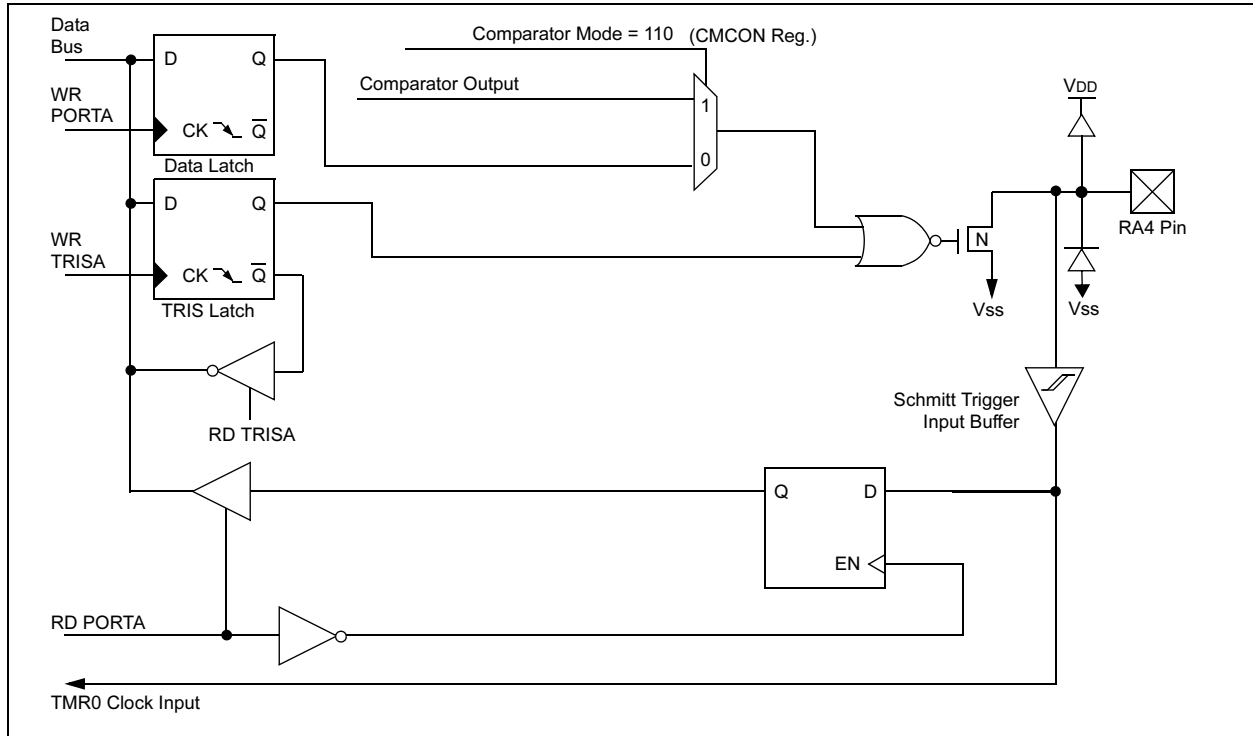 Data
Bus
D
Q
Comparator Mode = 110 (CMCON Reg.)
Comparator Output
WR
PORTA
CK
Q
Data Latch
1
0
VDD
D
Q
WR
TRISA
CK
Q
TRIS Latch
N
RA4 Pin
Vss
Vss
RD TRISA
Schmitt Trigger
Input Buffer
Q
D
EN
RD PORTA
TMR0 Clock Input